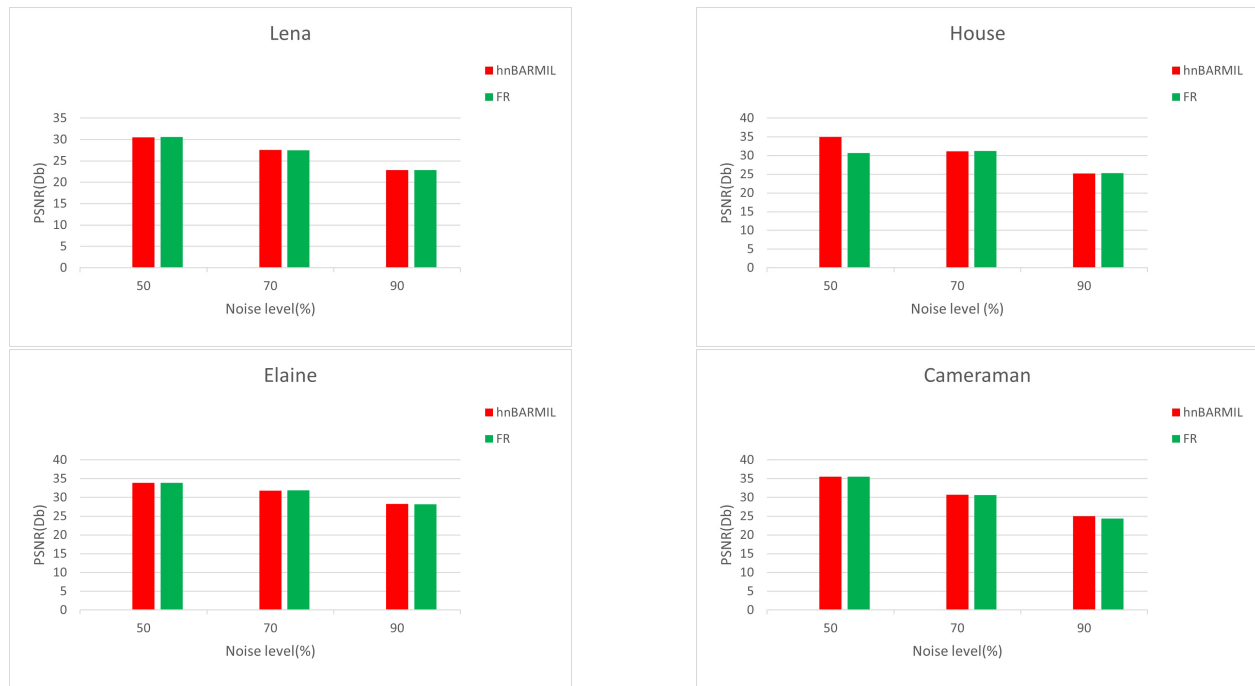 Lena
hnBARMIL
FR
35
30
25
20
15
10
5
0
PSNR(Db)
50 70 90
Noise level(%)
House
hnBARMIL
FR
40
35
30
25
20
15
10
5
0
PSNR(Db)
50 70 90
Noise level (%)
Elaine
hnBARMIL
FR
40
35
30
25
20
15
10
5
0
PSNR(Db)
50 70 90
Noise level(%)
Cameraman
hnBARMIL
FR
40
35
30
25
20
15
10
5
0
PSNR(Db)
50 70 90
Noise level(%)